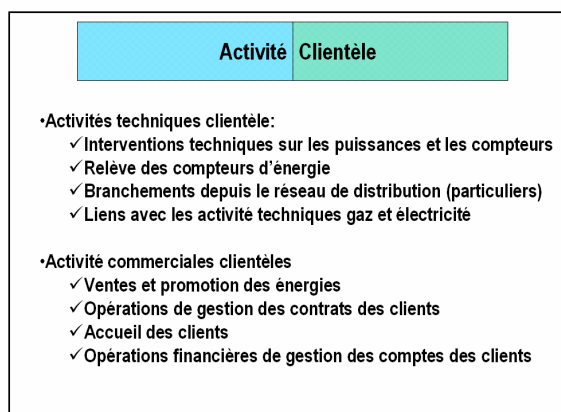 Activité Clientèle
•Activités techniques clientèle:
✓Interventions techniques sur les puissances et les compteurs
✓Relève des compteurs d'énergie
✓Branchements depuis le réseau de distribution (particuliers)
✓Liens avec les activité techniques gaz et électricité
•Activité commerciales clientèles
✓Ventes et promotion des énergies
✓Opérations de gestion des contrats des clients
✓Accueil des clients
✓Opérations financières de gestion des comptes des clients